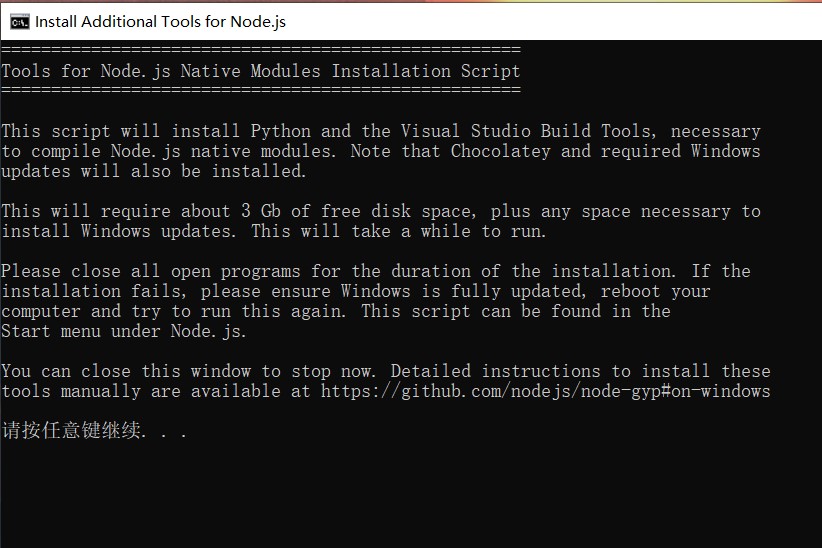 Install Additional Tools for Node.js
====================================================
Tools for Node.js Native Modules Installation Script
====================================================
This script will install Python and the Visual Studio Build Tools, necessary
to compile Node.js native modules. Note that Chocolatey and required Windows
updates will also be installed.
This will require about 3 Gb of free disk space, plus any space necessary to
install Windows updates. This will take a while to run.
Please close all open programs for the duration of the installation. If the
installation fails, please ensure Windows is fully updated, reboot your
computer and try to run this again. This script can be found in the
Start menu under Node.js.
You can close this window to stop now. Detailed instructions to install these
tools manually are available at https://github.com/nodejs/node-gyp#on-windows
请按任意键继续. . .